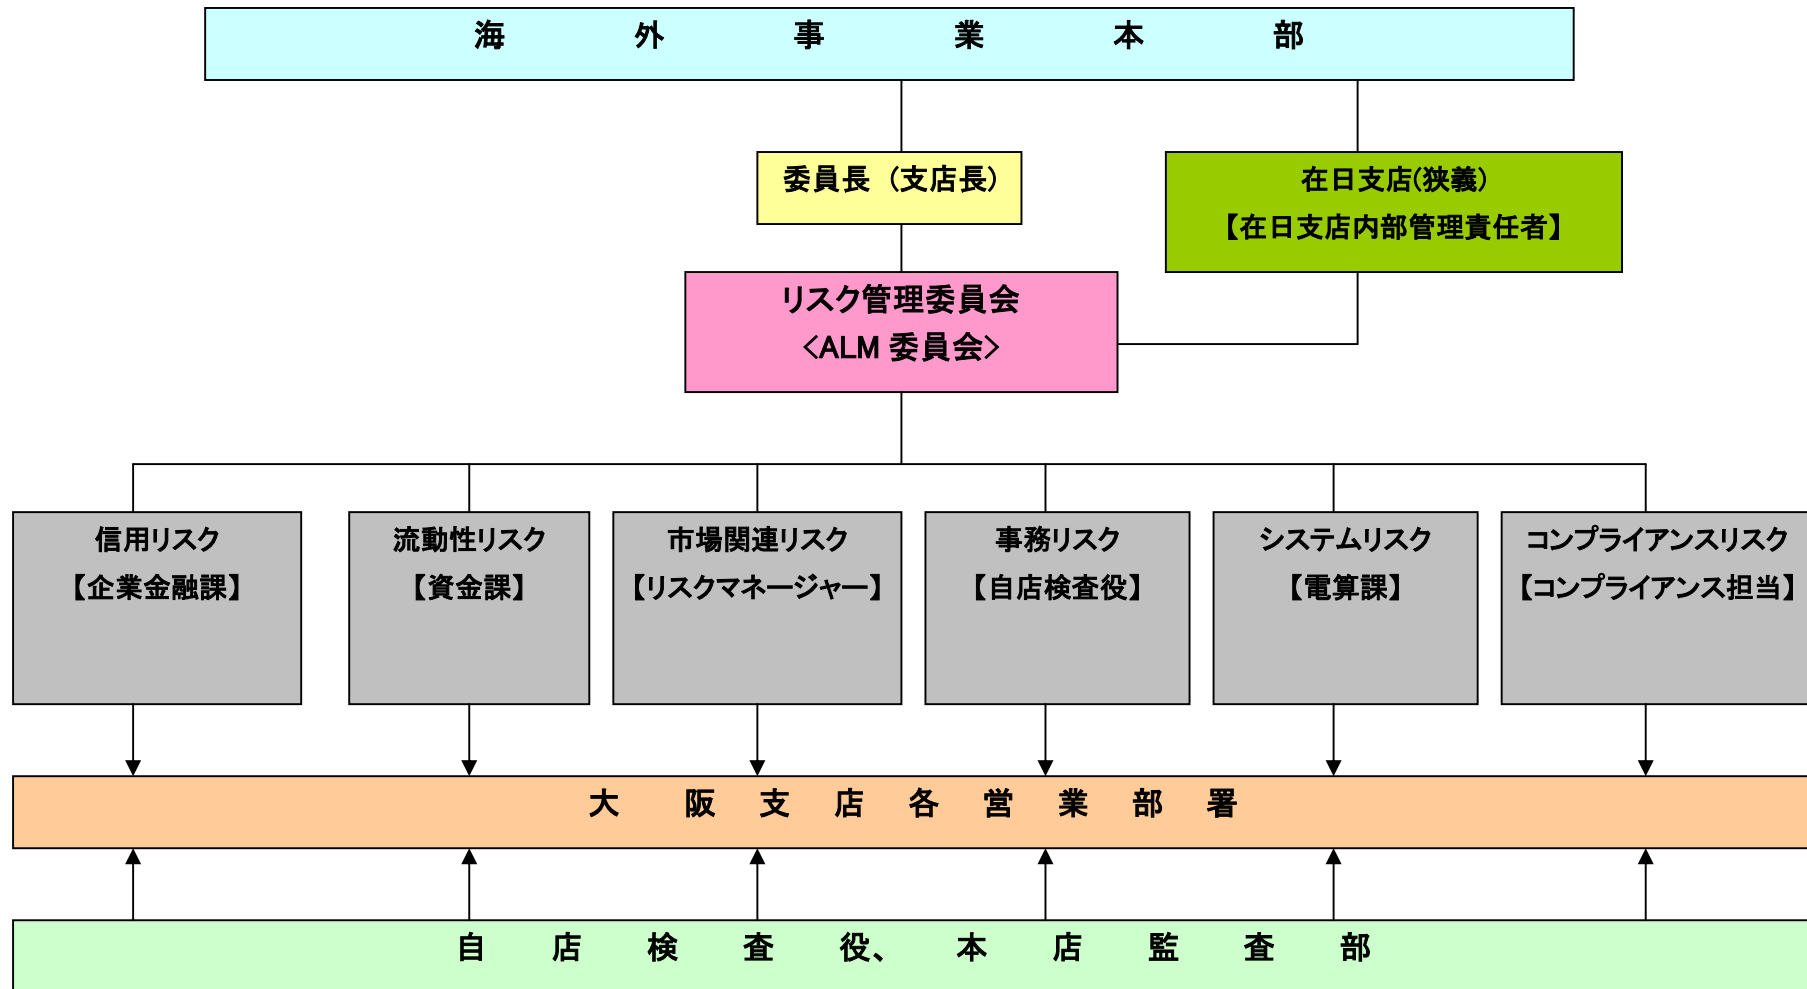 海外事業本部
委員長（支店長）
在日支店(狭義)
【在日支店内部管理責任者】
リスク管理委員会
<ALM 委員会>
信用リスク
【企業金融課】
流動性リスク
【資金課】
市場関連リスク
【リスクマネージャー】
事務リスク
【自店検査役】
システムリスク
【電算課】
コンプライアンスリスク
【コンプライアンス担当】
大阪支店各営業部署
自店検査役、本店監査部